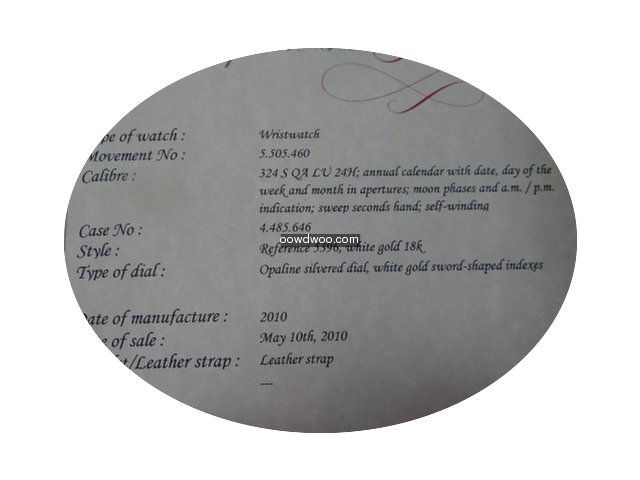 of watch : Wristwatch
Movement No : 5.505.460
Calibre : 324 S QA LU 24H; annual calendar with date, day of the
week and month in apertures; moon phases and a.m. / p.m.
indication; sweep seconds hand; self-winding
Case No : 4.485.646
oowdwoo.com
Style : Reference 5396, white gold 18k
Type of dial : Opaline silvered dial, white gold sword-shaped indexes
Date of manufacture : 2010
of sale : May 10th, 2010
/Leather strap : Leather strap
---